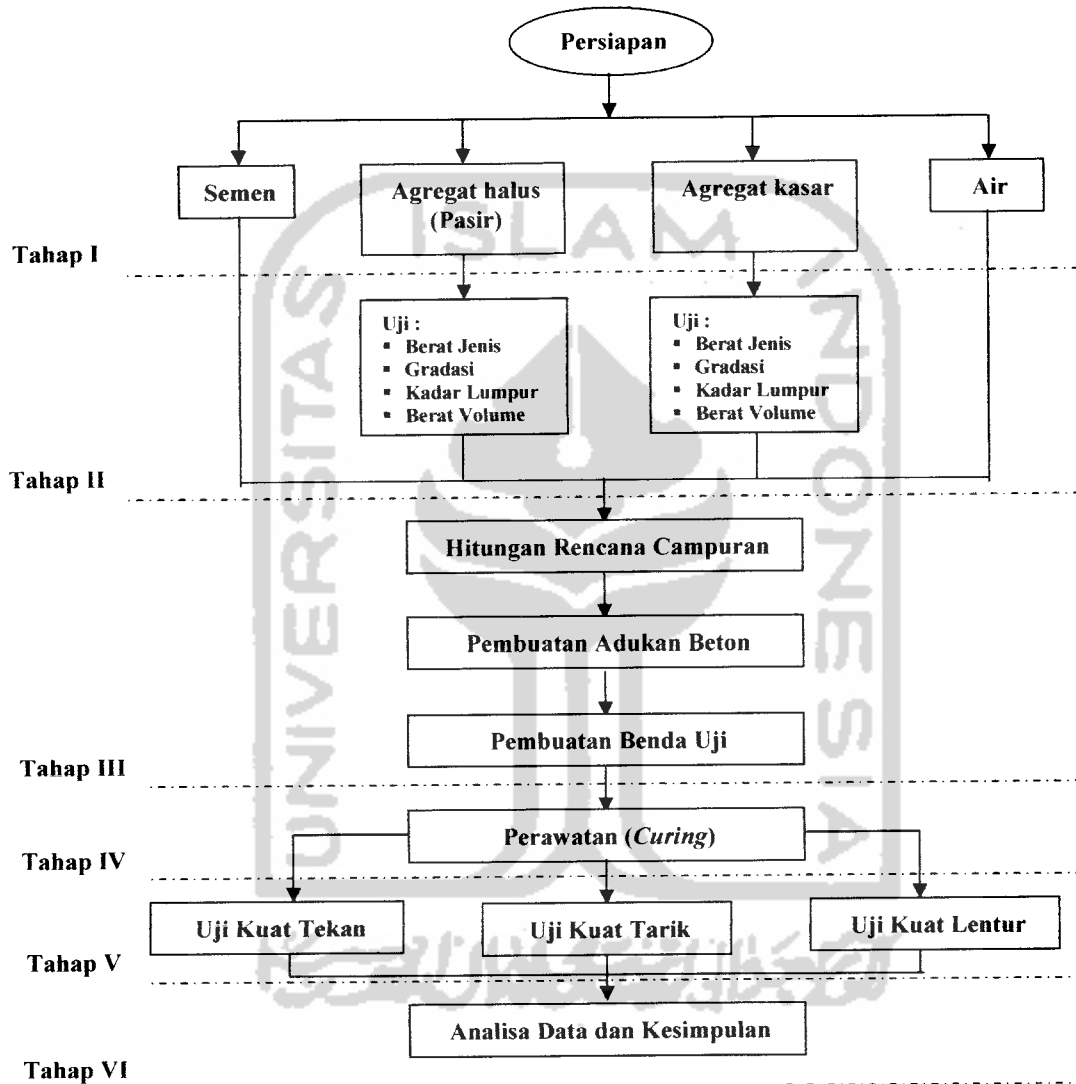 Persiapan
Semen
Agregat halus
(Pasir)
Agregat kasar
Air
Tahap I
Uji :
▪ Berat Jenis
▪ Gradasi
▪ Kadar Lumpur
▪ Berat Volume
Uji :
▪ Berat Jenis
▪ Gradasi
▪ Kadar Lumpur
▪ Berat Volume
Tahap II
Hitungan Rencana Campuran
Pembuatan Adukan Beton
Pembuatan Benda Uji
Tahap III
Perawatan (Curing)
Tahap IV
Uji Kuat Tekan
Uji Kuat Tarik
Uji Kuat Lentur
Tahap V
Analisa Data dan Kesimpulan
Tahap VI
UNIVERSITAS
ISLAM
INDONESIA